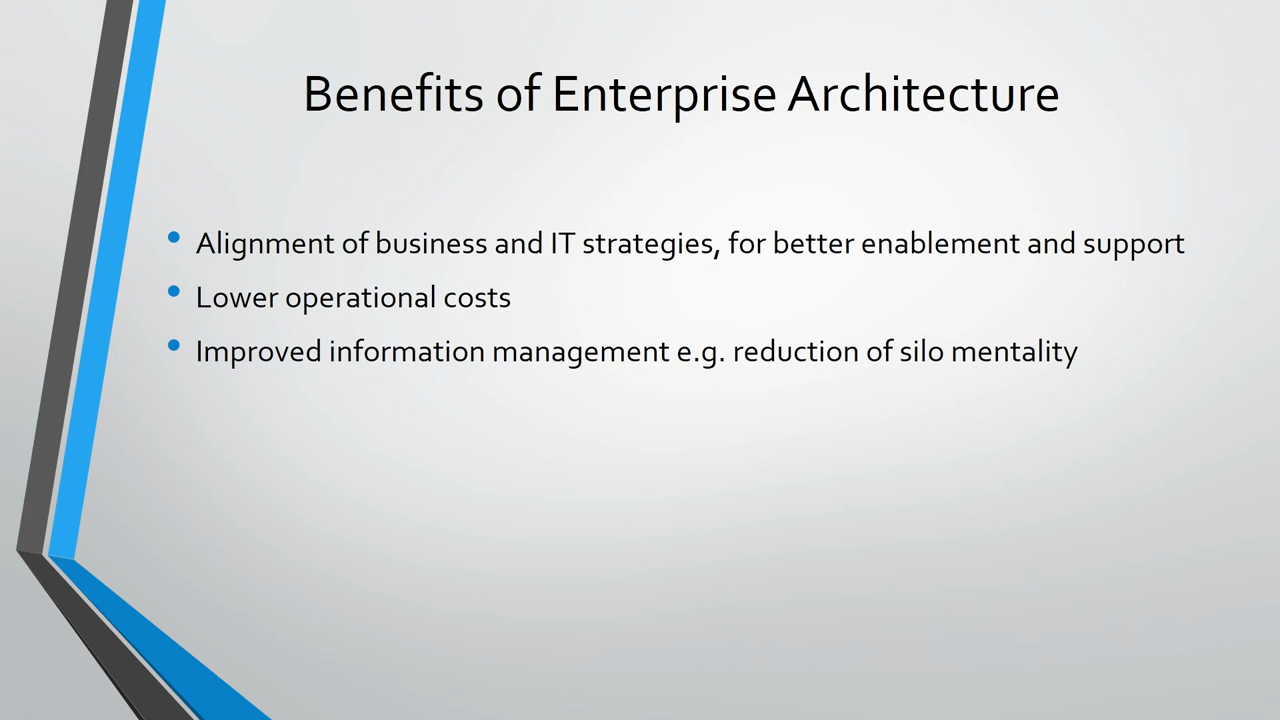 Benefits of Enterprise Architecture
• Alignment of business and IT strategies, for better enablement and support
• Lower operational costs
• Improved information management e.g. reduction of silo mentality